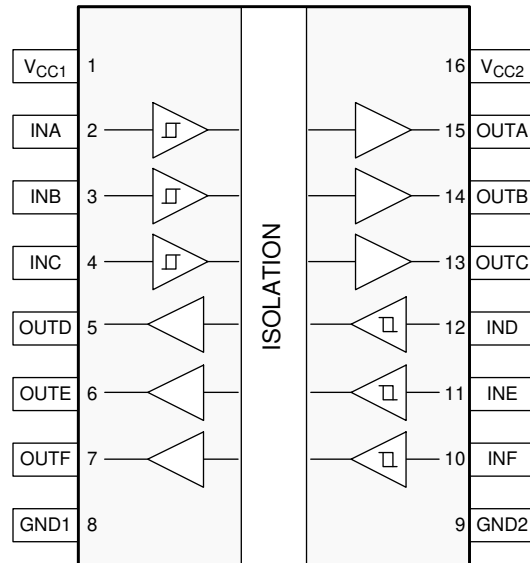 VCC1 1 16 VCC2
INA 2 15 OUTA
INB 3 14 OUTB
INC 4 13 OUTC
ISOLATION
OUTD 5 12 IND
OUTE 6 11 INE
OUTF 7 10 INF
GND1 8 9 GND2